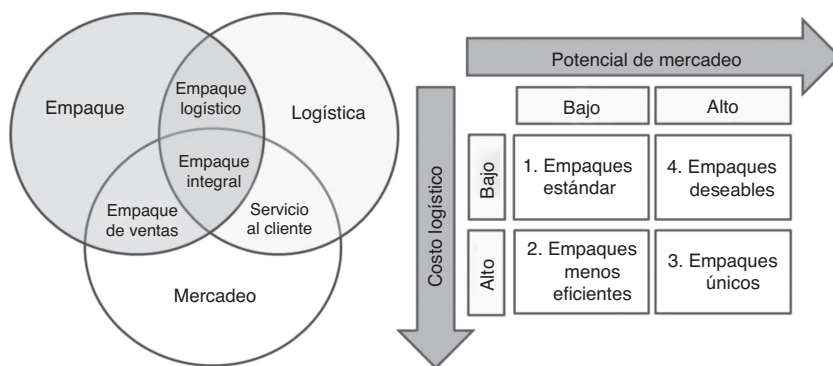 Empaque
Empaque
logístico
Logística
Empaque
integral
Empaque
de ventas
Servicio
al cliente
Mercadeo
Potencial de mercadeo
Costo logístico
Bajo
Alto
Bajo
1. Empaques
estándar
4. Empaques
deseables
Alto
2. Empaques
menos
eficientes
3. Empaques
únicos